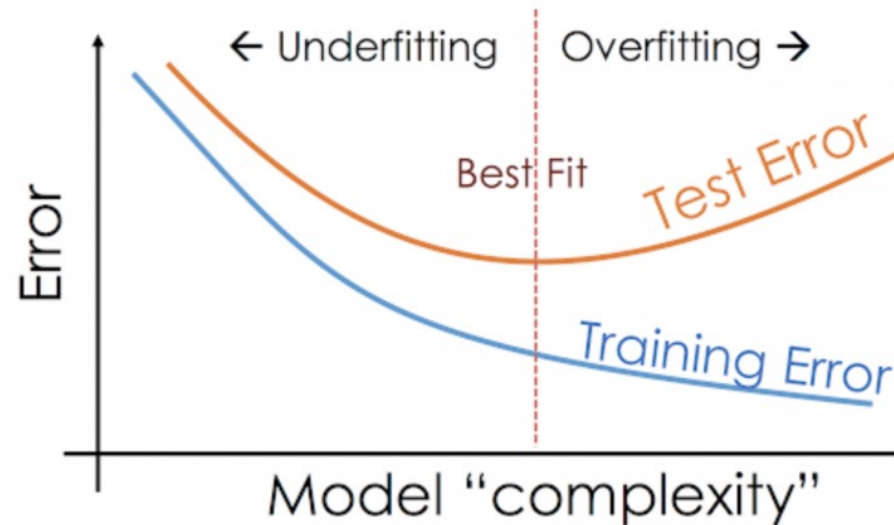 ← Underfitting
Overfitting →
Best Fit
Test Error
Error
Training Error
Model “complexity”